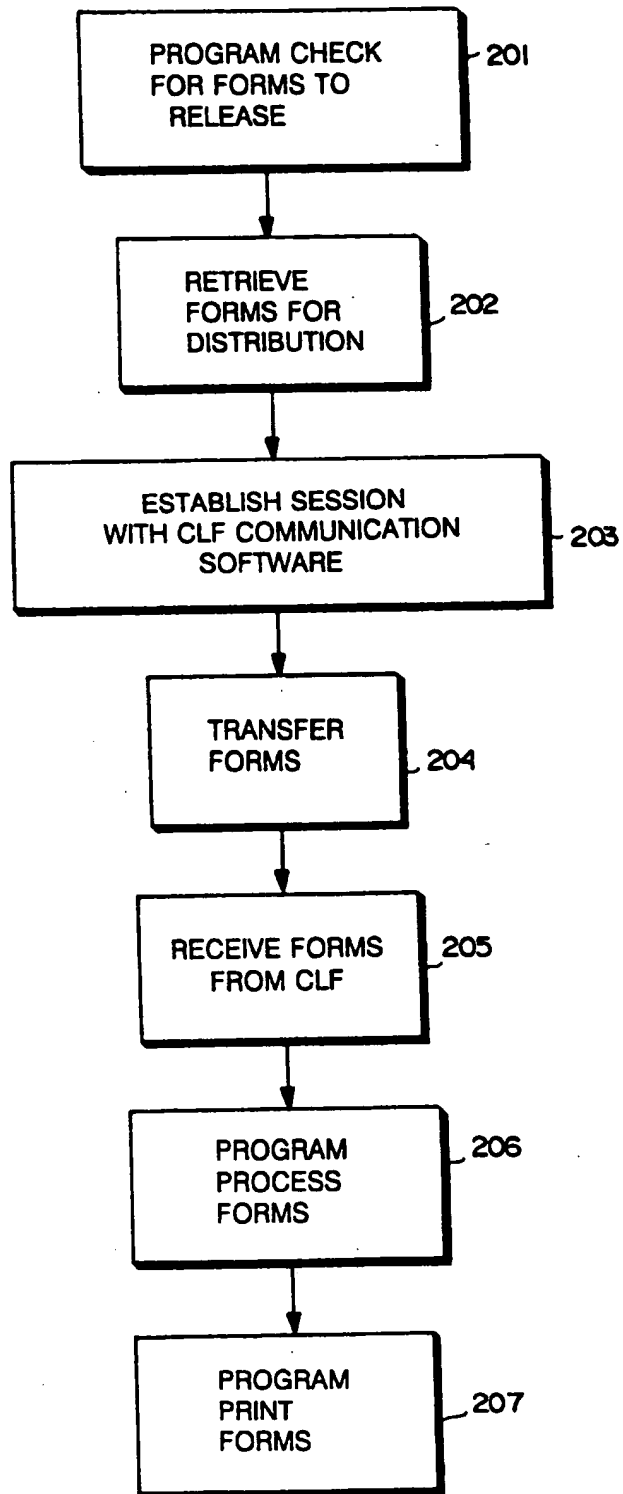 PROGRAM CHECK
FOR FORMS TO
RELEASE
201
RETRIEVE
FORMS FOR
DISTRIBUTION
202
ESTABLISH SESSION
WITH CLF COMMUNICATION
SOFTWARE
203
TRANSFER
FORMS
204
RECEIVE FORMS
FROM CLF
205
PROGRAM
PROCESS
FORMS
206
PROGRAM
PRINT
FORMS
207